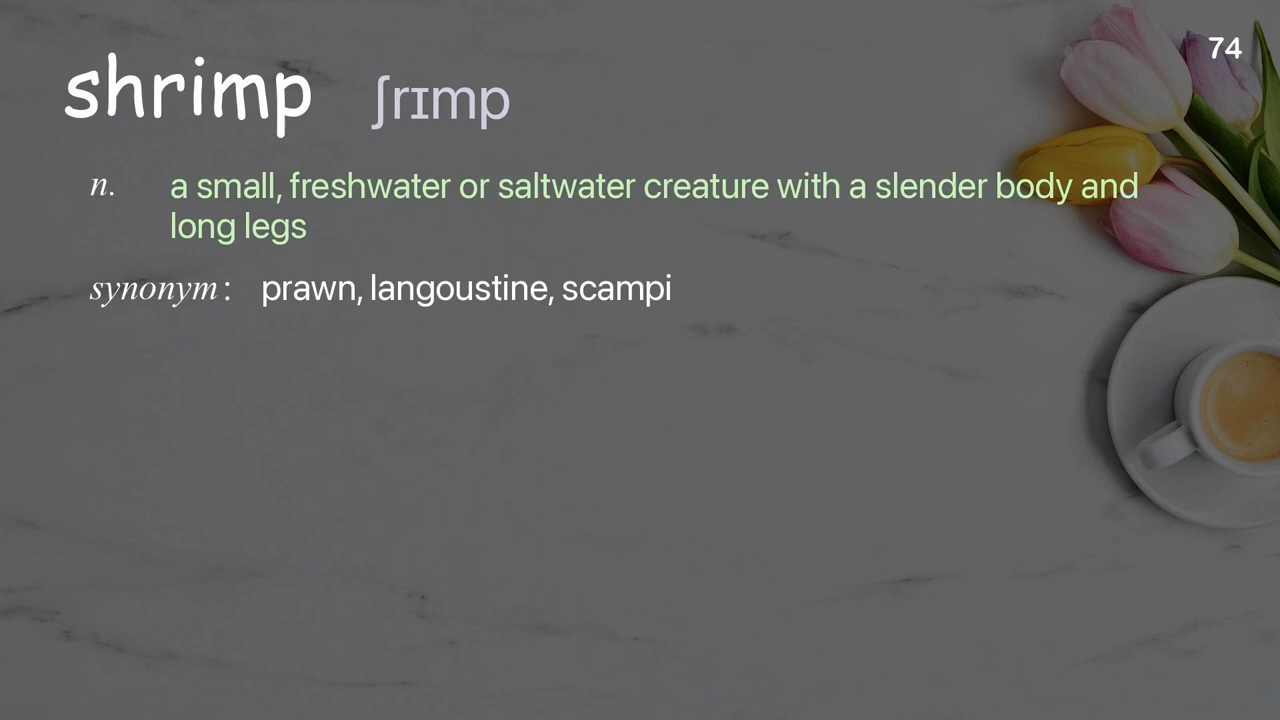 74
shrimp ʃrɪmp
n. a small, freshwater or saltwater creature with a slender body and
long legs
synonym: prawn, langoustine, scampi